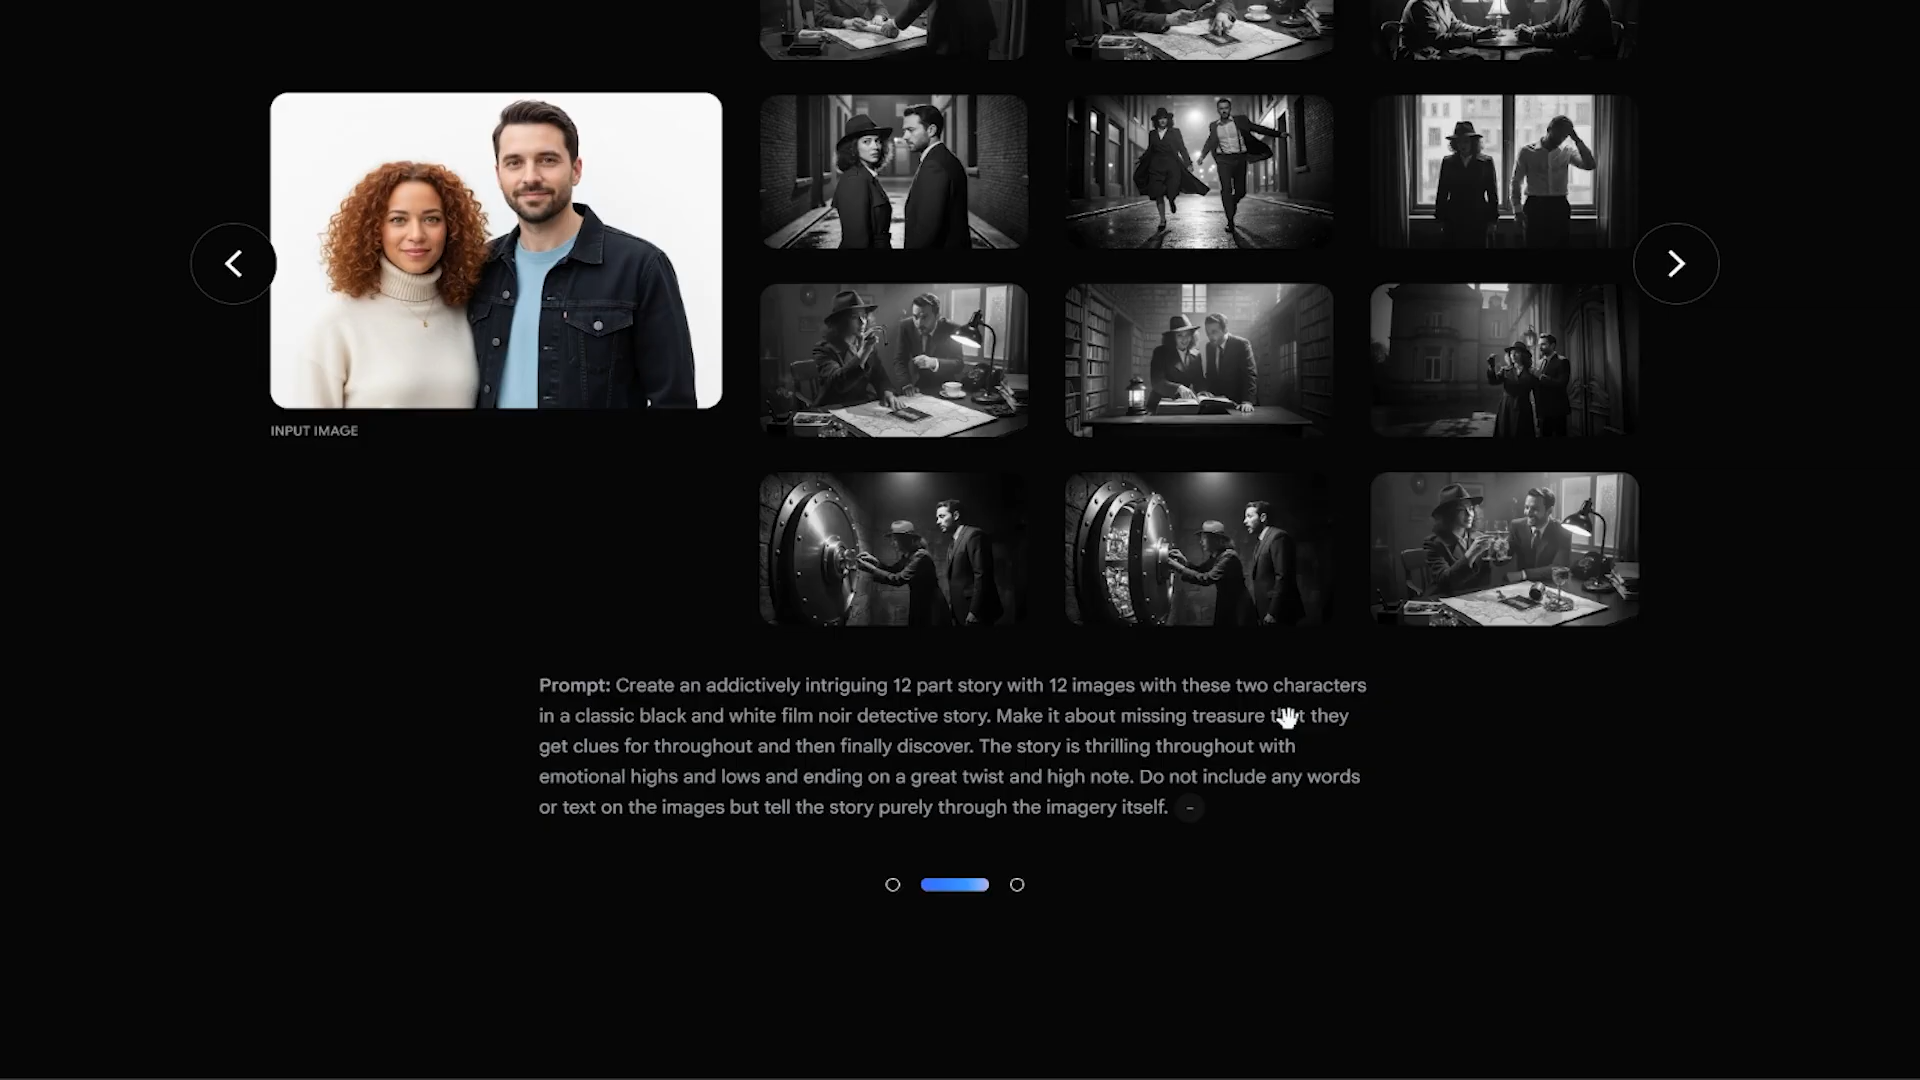 INPUT IMAGE
Prompt: Create an addictively intriguing 12 part story with 12 images with these two characters
in a classic black and white film noir detective story. Make it about missing treasure they
get clues for throughout and then finally discover. The story is thrilling throughout with
emotional highs and lows and ending on a great twist and high note. Do not include any words
or text on the images but tell the story purely through the imagery itself.